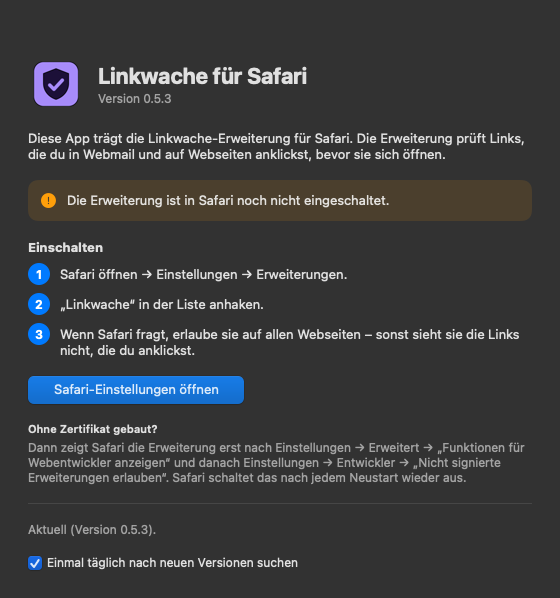 Linkwache für Safari
Version 0.5.3
Diese App trägt die Linkwache-Erweiterung für Safari. Die Erweiterung prüft Links,
die du in Webmail und auf Webseiten anklickst, bevor sie sich öffnen.
Die Erweiterung ist in Safari noch nicht eingeschaltet.
Einschalten
1 Safari öffnen → Einstellungen → Erweiterungen.
2 „Linkwache“ in der Liste anhaken.
3 Wenn Safari fragt, erlaube sie auf allen Webseiten – sonst sieht sie die Links
nicht, die du anklickst.
Safari-Einstellungen öffnen
Ohne Zertifikat gebaut?
Dann zeigt Safari die Erweiterung erst nach Einstellungen → Erweitert → „Funktionen für
Webentwickler anzeigen“ und danach Einstellungen → Entwickler → „Nicht signierte
Erweiterungen erlauben“. Safari schaltet das nach jedem Neustart wieder aus.
Aktuell (Version 0.5.3).
Einmal täglich nach neuen Versionen suchen